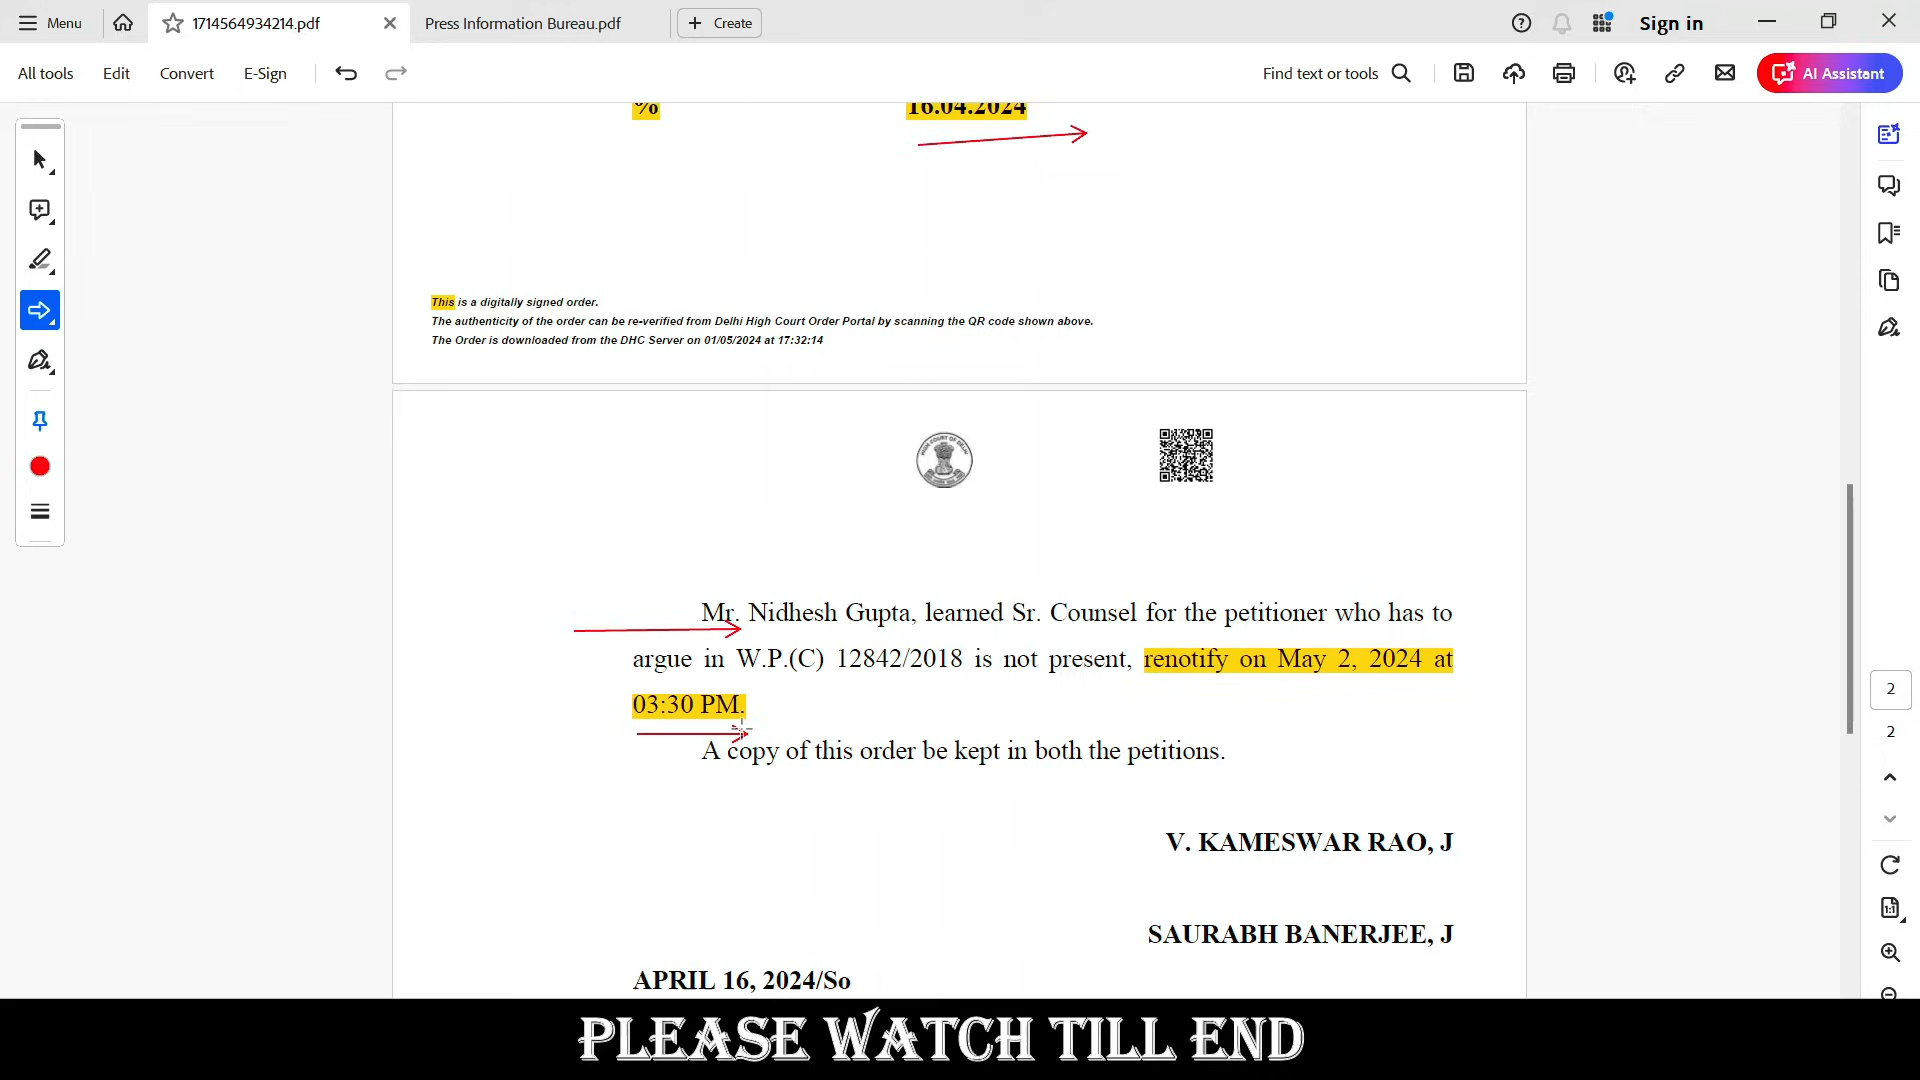 Menu
1714564934214.pdf
Press Information Bureau.pdf
Create
Sign in
All tools
Edit
Convert
E-Sign
Find text or tools
AI Assistant
%
16.04.2024
This is a digitally signed order.
The authenticity of the order can be re-verified from Delhi High Court Order Portal by scanning the QR code shown above.
The Order is downloaded from the DHC Server on 01/05/2024 at 17:32:14
Mr. Nidhesh Gupta, learned Sr. Counsel for the petitioner who has to
argue in W.P.(C) 12842/2018 is not present, renotify on May 2, 2024 at
03:30 PM.
A copy of this order be kept in both the petitions.
V. KAMESWAR RAO, J
SAURABH BANERJEE, J
APRIL 16, 2024/So
2
2
PLEASE WATCH TILL END